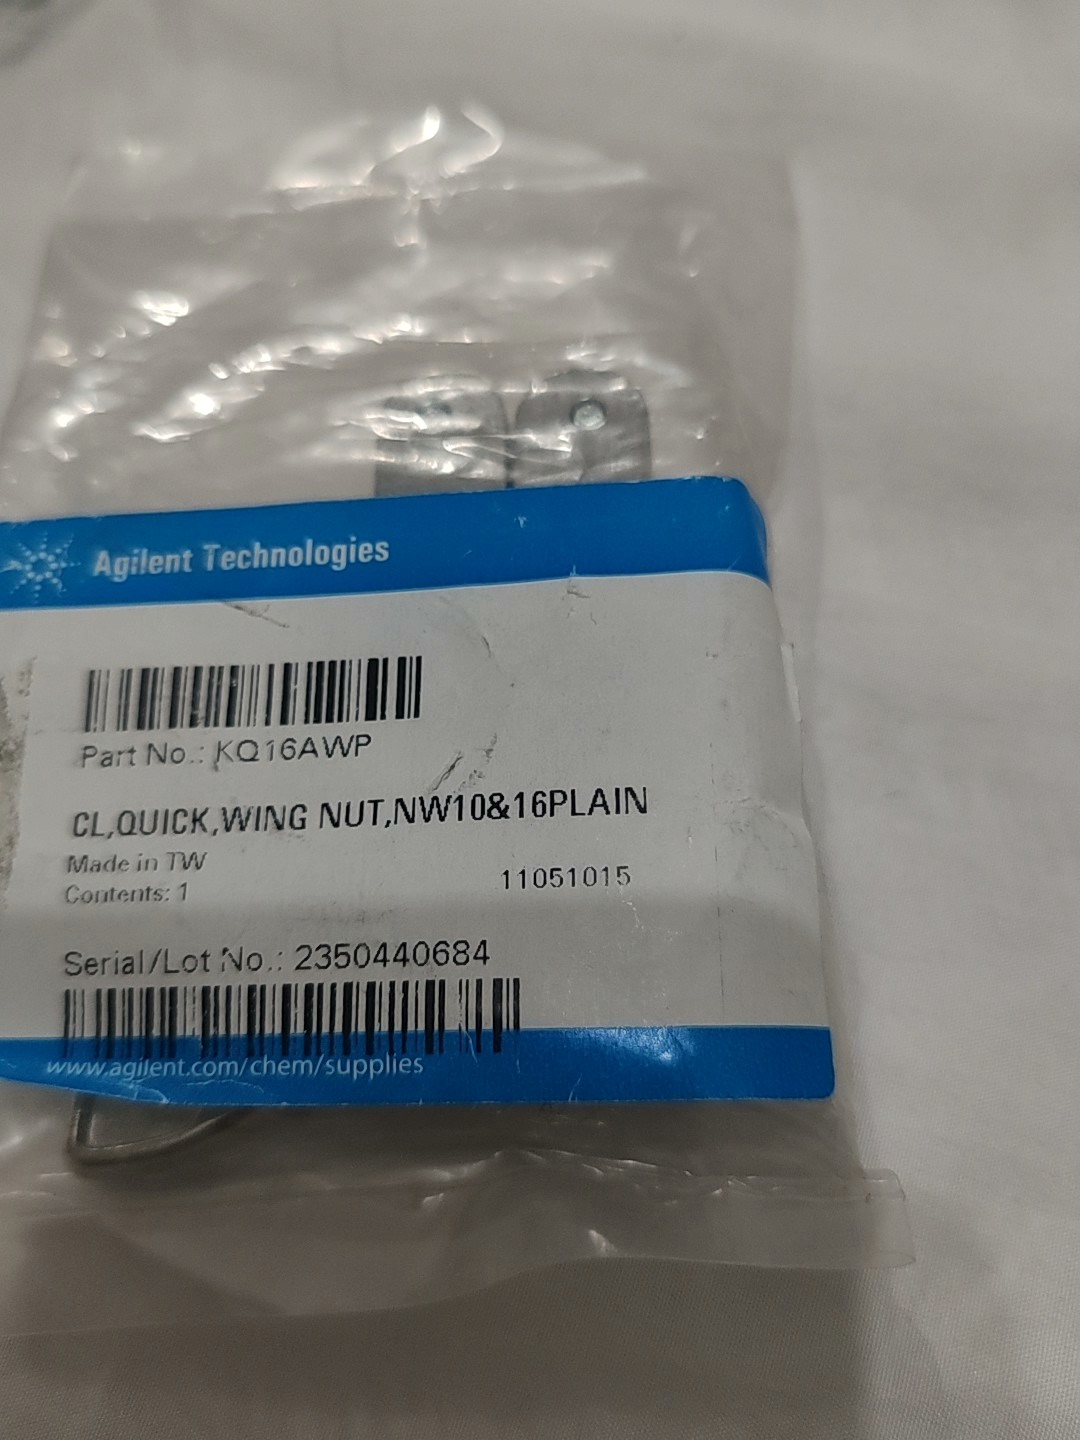 Agilent Technologies
Part No.: KQ16AWP
CL,QUICK,WING NUT,NW10&16PLAIN
Made in TW
Contents: 1
11051015
Serial/Lot No.: 2350440684
www.agilent.com/chem/supplies